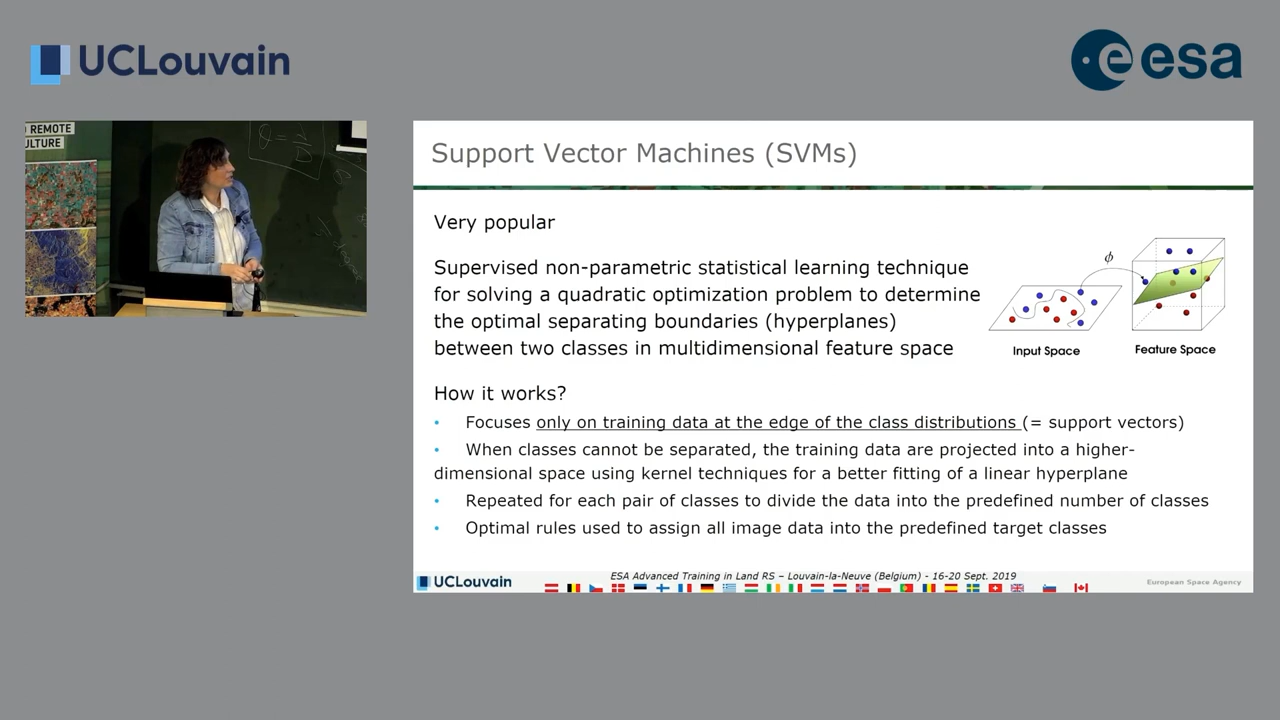 UCLouvain
esa
REMOTE
Support Vector Machines (SVMs)
Very popular
Supervised non-parametric statistical learning technique
for solving a quadratic optimization problem to determine
the optimal separating boundaries (hyperplanes)
between two classes in multidimensional feature space
ϕ
Input Space
Feature Space
How it works?
• Focuses only on training data at the edge of the class distributions (= support vectors)
• When classes cannot be separated, the training data are projected into a higher-
dimensional space using kernel techniques for a better fitting of a linear hyperplane
• Repeated for each pair of classes to divide the data into the predefined number of classes
• Optimal rules used to assign all image data into the predefined target classes
UCLouvain
ESA Advanced Training in Land RS – Louvain-la-Neuve (Belgium) - 16-20 Sept. 2019
European Space Agency